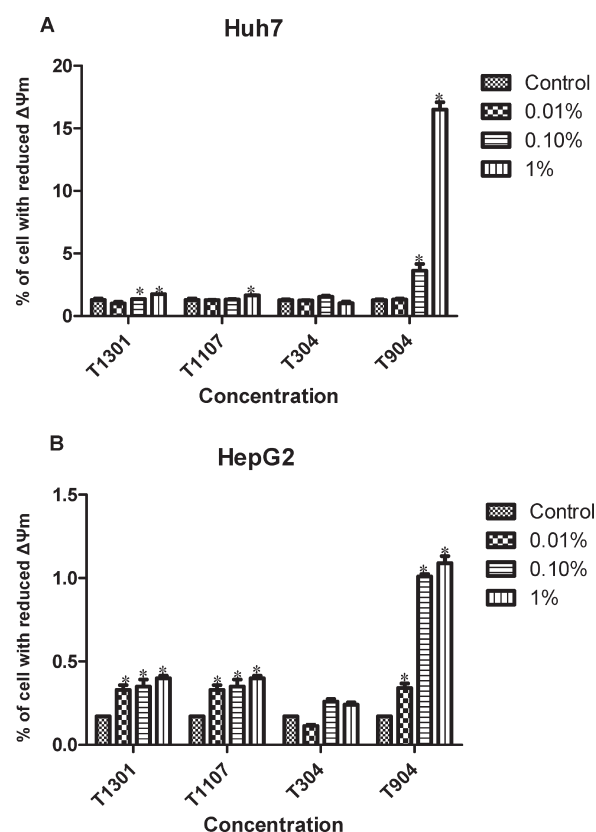 A
Huh7
% of cell with reduced ΔΨm
20
15
10
5
0
* * * * *
T1301 T1107 T304 T904
Concentration
Control
0.01%
0.10%
1%
B
HepG2
% of cell with reduced ΔΨm
1.5
1.0
0.5
0.0
* * * * * * * * *
T1301 T1107 T304 T904
Concentration
Control
0.01%
0.10%
1%